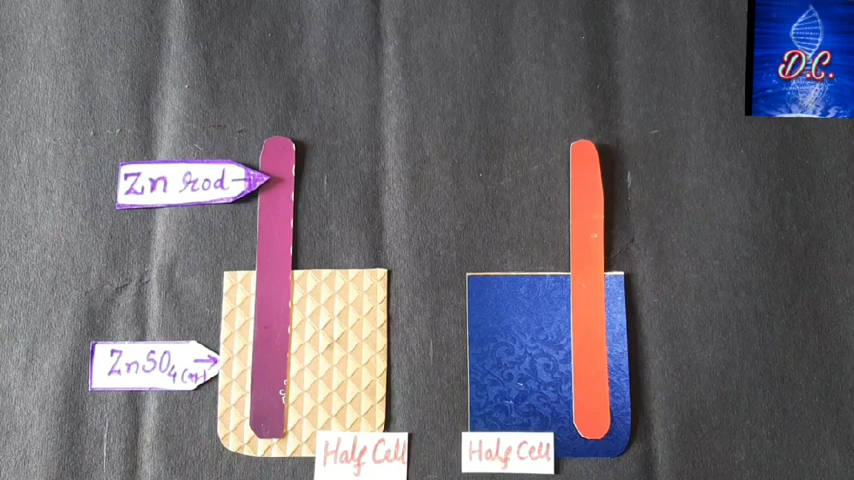 D.C.
Zn rod
ZnSO4(aq)
Half Cell
Half Cell